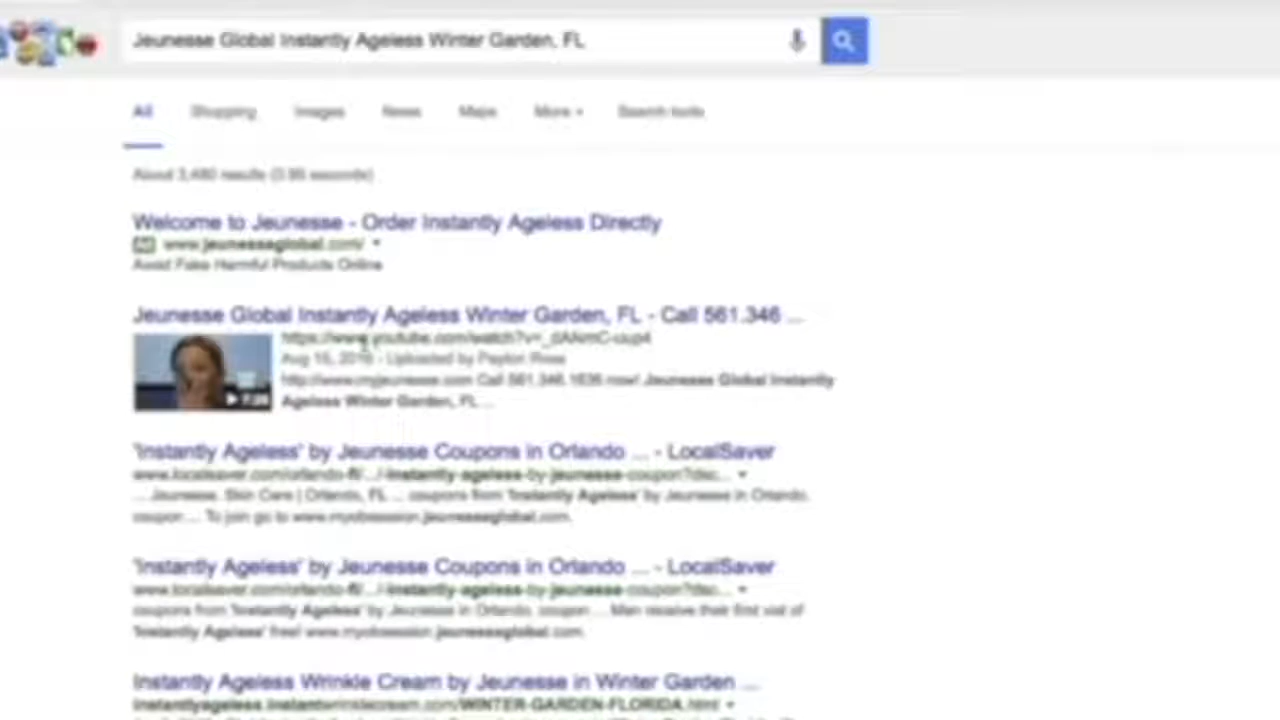 Jeunesse Global Instantly Ageless Winter Garden, FL
All Shopping Images News Maps More Search tools
About 3,480 results (0.95 seconds)
Welcome to Jeunesse - Order Instantly Ageless Directly
Ad www.jeunesseglobal.com/
Avoid Fake Harmful Products Online
Jeunesse Global Instantly Ageless Winter Garden, FL - Call 561.346 ...
https://www.youtube.com/watch?v=
Aug 15, 2016 - Uploaded by Payton Ross
http://www.myjeunesse.com Call 561.346.1636 now! Jeunesse Global Instantly
Ageless Winter Garden, FL ...
'Instantly Ageless' by Jeunesse Coupons in Orlando ... - LocalSaver
www.localsaver.com/orlando-fl/.../-instantly-ageless-by-jeunesse-coupon?dsc...
... Jeunesse. Skin Care | Orlando, FL ... coupons from 'Instantly Ageless' by Jeunesse in Orlando.
coupon ... To join go to www.myobsession.jeunesseglobal.com.
'Instantly Ageless' by Jeunesse Coupons in Orlando ... - LocalSaver
www.localsaver.com/orlando-fl/.../-instantly-ageless-by-jeunesse-coupon?dsc...
coupons from 'Instantly Ageless' by Jeunesse in Orlando. coupon ... Men receive their first vial of
'Instantly Ageless' free! www.myobsession.jeunesseglobal.com.
Instantly Ageless Wrinkle Cream by Jeunesse in Winter Garden ...
instantlyageless.instantwrinklecream.com/WINTER-GARDEN-FLORIDA.html